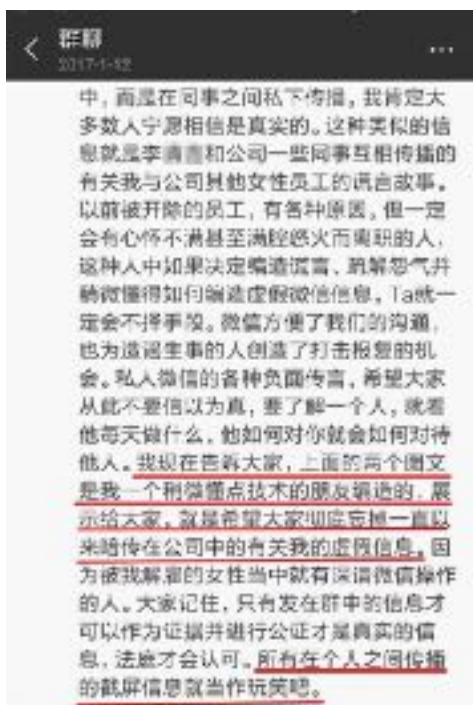 群聊
2017-1-12
中，而是在同事之间私下传播，我肯定大
多数人宁愿相信是真实的。这种类似的信
息就是李 和公司一些同事互相传播的
有关我与公司其他女性员工的谎言故事。
以前被开除的员工，有各种原因，但一定
会有心怀不满甚至满腔怒火而离职的人，
这种人中如果决定编造谎言、疏解怨气并
稍微懂得如何编造虚假微信信息，Ta就一
定会不择手段。微信方便了我们的沟通，
也为造谣生事的人创造了打击报复的机
会。私人微信的各种负面传言，希望大家
从此不要信以为真，要了解一个人，就看
他每天做什么，他如何对你就会如何对待
他人。我现在告诉大家，上面的两个图文
是我一个稍微懂点技术的朋友编造的，展
示给大家，就是希望大家彻底忘掉一直以
来暗传在公司中的有关我的虚假信息。因
为被我解雇的女性当中就有深谙微信操作
的人。大家记住，只有发在群中的信息才
可以作为证据并进行公证才是真实的信
息，法庭才会认可。所有在个人之间传播
的截屏信息就当作玩笑吧。